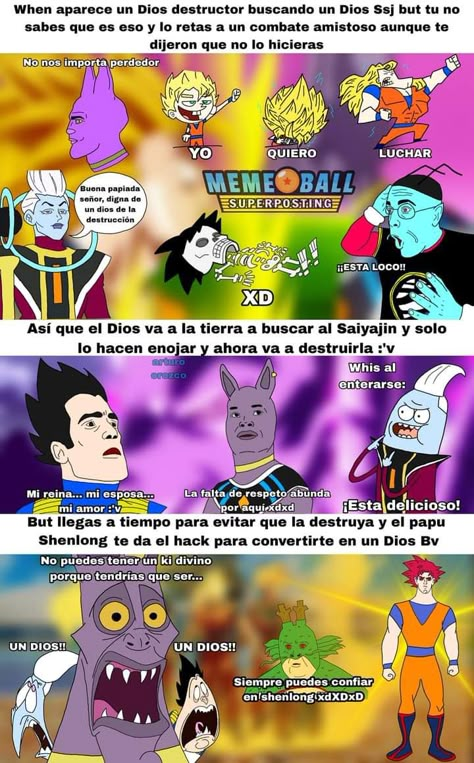 When aparece un Dios destructor buscando un Dios Ssj but tu no
sabes que es eso y lo retas a un combate amistoso aunque te
dijeron que no lo hicieras
No nos importa perdedor
YO
QUIERO
LUCHAR
Buena papiada
señor, digna de
un dios de la
destrucción
MEME BALL
SUPERPOSTING
¡¡ESTA LOCO!!
XD
Así que el Dios va a la tierra a buscar al Saiyajin y solo
lo hacen enojar y ahora va a destruirla :'v
arturo
orozco
Whis al
enterarse:
Mi reina... mi esposa...
mi amor :'v
La falta de respeto abunda
por aquí xdxd
¡Esta delicioso!
But llegas a tiempo para evitar que la destruya y el papu
Shenlong te da el hack para convertirte en un Dios Bv
No puedes tener un ki divino
porque tendrías que ser...
UN DIOS!!
UN DIOS!!
Siempre puedes confiar
en shenlong xdXDxD